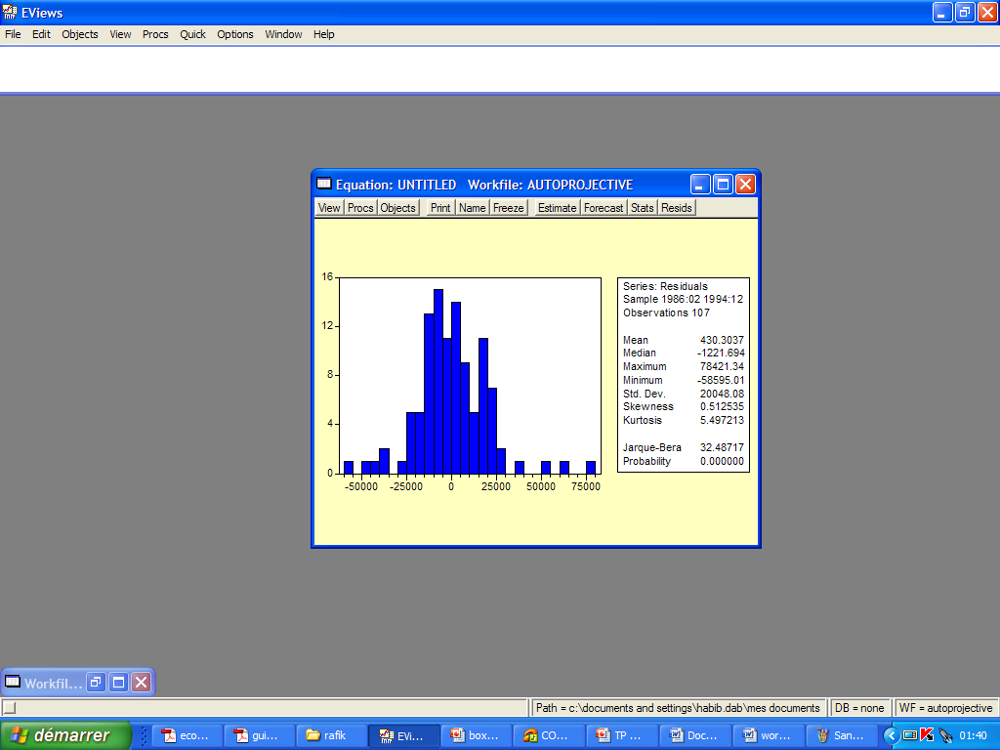 EViews
File Edit Objects View Procs Quick Options Window Help
Equation: UNTITLED Workfile: AUTOPROJECTIVE
View Procs Objects Print Name Freeze Estimate Forecast Stats Resids
16
12
8
4
0
-50000 -25000 0 25000 50000 75000
Series: Residuals
Sample 1986:02 1994:12
Observations 107
Mean 430.3037
Median -1221.694
Maximum 78421.34
Minimum -58595.01
Std. Dev. 20048.08
Skewness 0.512535
Kurtosis 5.497213
Jarque-Bera 32.48717
Probability 0.000000
Workfil...
Path = c:\documents and settings\habib.dab\mes documents DB = none WF = autoprojective
démarrer eco... gui... rafik EVi... box... CO... TP ... Doc... wor... San... 01:40